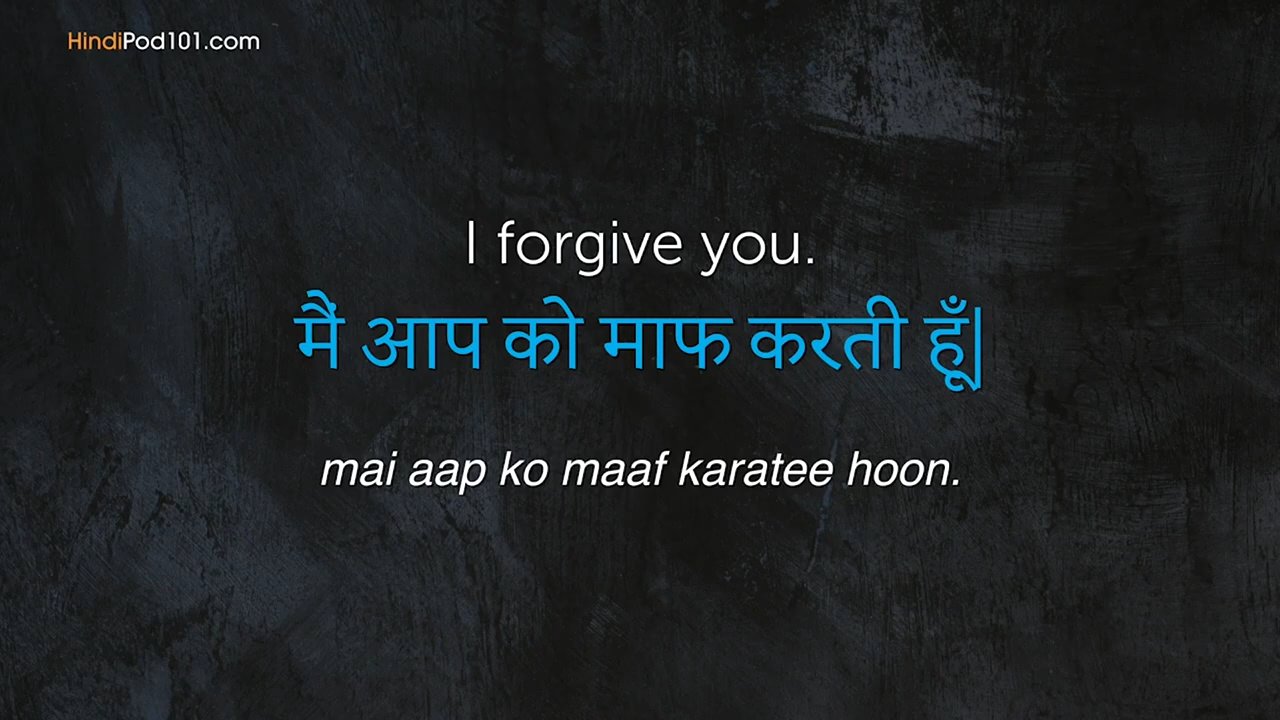 HindiPod101.com
I forgive you.
मैं आप को माफ करती हूँ|
mai aap ko maaf karatee hoon.